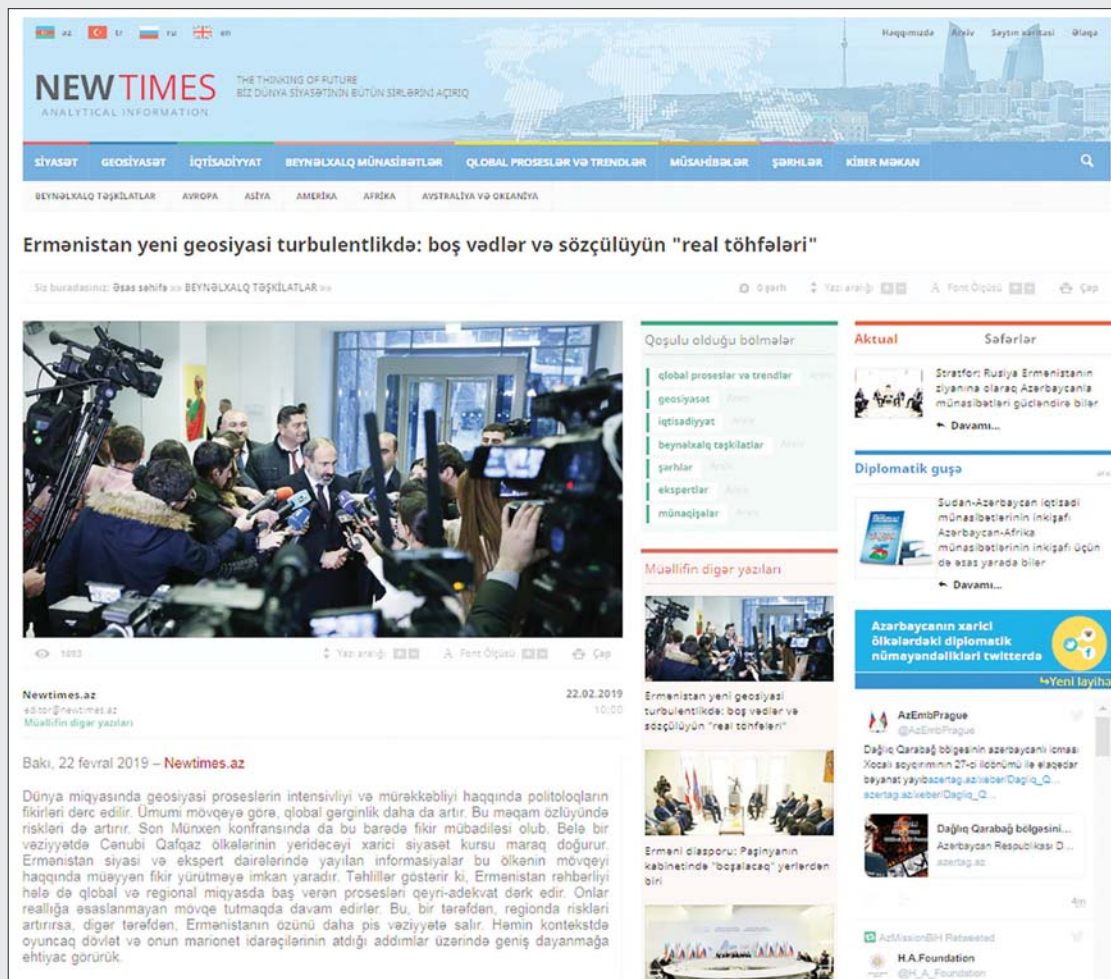 az tr ru en
Haqqımızda Arxiv Saytın xəritəsi Əlaqə
NEWTIMES
ANALYTICAL INFORMATION
THE THINKING OF FUTURE
BİZ DÜNYA SİYASƏTİNİN BÜTÜN SİRLƏRİNİ AÇIRIQ
SİYASƏT GEOSİYASƏT İQTİSADİYYAT BEYNƏLXALQ MÜNASİBƏTLƏR QLOBAL PROSESLƏR VƏ TRENDLƏR MÜSAHİBƏLƏR ŞƏRHLƏR KİBER MƏKAN
BEYNƏLXALQ TƏŞKİLATLAR AVROPA ASİYA AMERİKA AFRİKA AVSTRALİYA VƏ OKEANİYA
Ermənistan yeni geosiyasi turbulentlikdə: boş vədlər və sözçülüyün "real töhfələri"
Siz buradasınız: Əsas səhifə »» BEYNƏLXALQ TƏŞKİLATLAR »»
0 şərh Yazı aralığı A Font Ölçüsü Çap
1693
Yazı aralığı A Font Ölçüsü Çap
Newtimes.az
editor@newtimes.az
Müəllifin digər yazıları
22.02.2019
10:00
Bakı, 22 fevral 2019 – Newtimes.az
Dünya miqyasında geosiyasi proseslərin intensivliyi və mürəkkəbliyi haqqında politoloqların
fikirləri dərc edilir. Ümumi mövqeyə görə, qlobal gərginlik daha da artır. Bu məqam özlüyündə
riskləri də artırır. Son Münxen konfransında da bu barədə fikir mübadiləsi olub. Belə bir
vəziyyətdə Cənubi Qafqaz ölkələrinin yeridəcəyi xarici siyasət kursu maraq doğurur.
Ermənistan siyasi və ekspert dairələrində yayılan informasiyalar bu ölkənin mövqeyi
haqqında müəyyən fikir yürütməyə imkan yaradır. Təhlillər göstərir ki, Ermənistan rəhbərliyi
hələ də qlobal və regional miqyasda baş verən prosesləri qeyri-adekvat dərk edir. Onlar
reallığa əsaslanmayan mövqe tutmaqda davam edirlər. Bu, bir tərəfdən, regionda riskləri
artırırsa, digər tərəfdən, Ermənistanın özünü daha pis vəziyyətə salır. Həmin kontekstdə
oyuncaq dövlət və onun marionet idarəçilərinin atdığı addımlar üzərində geniş dayanmağa
ehtiyac görürük.
Qoşulu olduğu bölmələr
qlobal proseslər və trendlər Arxiv
geosiyasət Arxiv
iqtisadiyyat Arxiv
beynəlxalq təşkilatlar Arxiv
şərhlər Arxiv
ekspertlər Arxiv
münaqişələr Arxiv
Müəllifin digər yazıları
Ermənistan yeni geosiyasi
turbulentlikdə: boş vədlər və
sözçülüyün "real töhfələri"
Erməni diasporu: Paşinyanın
kabinetində "boşalacaq" yerlərdən
biri
Aktual Səfərlər
Stratfor: Rusiya Ermənistanın
ziyanına olaraq Azərbaycanla
münasibətləri gücləndirə bilər
Davamı...
Diplomatik guşə
Sudan-Azərbaycan iqtisadi
münasibətlərinin inkişafı
Azərbaycan-Afrika
münasibətlərinin inkişafı üçün
də əsas yarada bilər
Davamı...
Azərbaycanın xarici
ölkələrdəki diplomatik
nümayəndəlikləri twitterdə
Yeni layihə
AzEmbPrague
@AzEmbPrague
Dağlıq Qarabağ bölgəsinin azərbaycanlı icması
Xocalı soyqırımının 27-ci ildönümü ilə əlaqədar
bəyanat yayıbazertag.az/xeber/Dagliq_Q...
azertag.az/xeber/Dagliq_Q...
Dağlıq Qarabağ bölgəsini...
Azərbaycan Respublikası D...
azertag.az
4m
AzMissionBiH Retweeted
H.A.Foundation
@H_A_Foundation